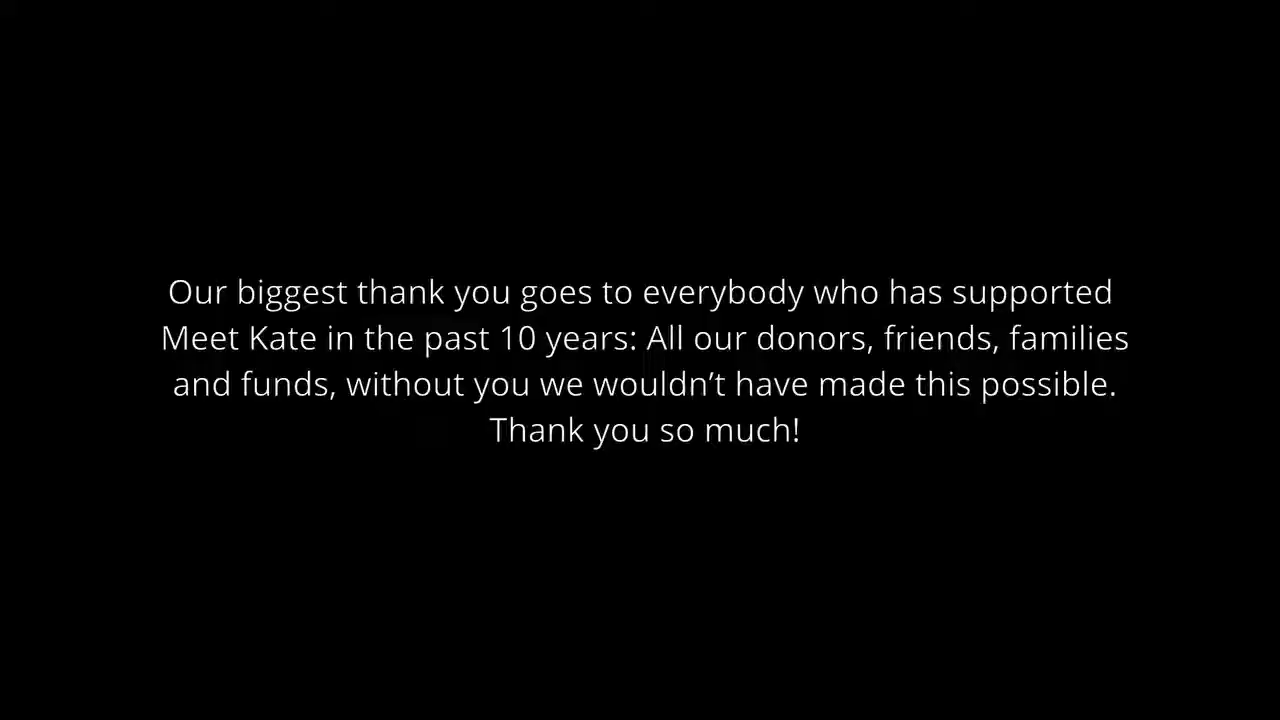 Our biggest thank you goes to everybody who has supported
Meet Kate in the past 10 years: All our donors, friends, families
and funds, without you we wouldn’t have made this possible.
Thank you so much!